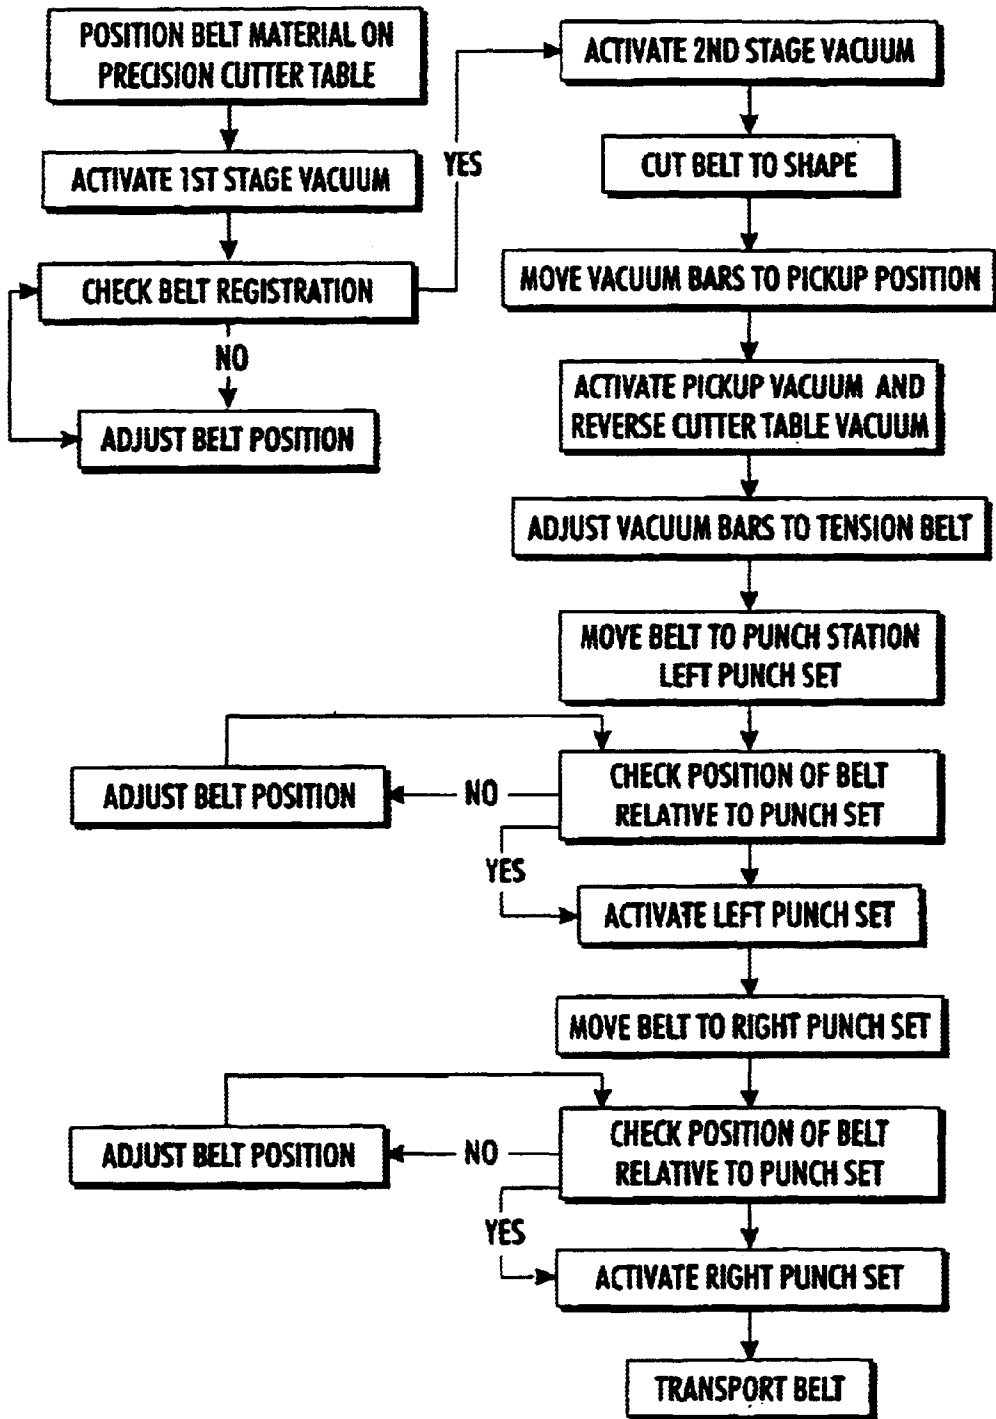 POSITION BELT MATERIAL ON
PRECISION CUTTER TABLE
ACTIVATE 1ST STAGE VACUUM
CHECK BELT REGISTRATION
NO
ADJUST BELT POSITION
YES
ACTIVATE 2ND STAGE VACUUM
CUT BELT TO SHAPE
MOVE VACUUM BARS TO PICKUP POSITION
ACTIVATE PICKUP VACUUM AND
REVERSE CUTTER TABLE VACUUM
ADJUST VACUUM BARS TO TENSION BELT
MOVE BELT TO PUNCH STATION
LEFT PUNCH SET
CHECK POSITION OF BELT
RELATIVE TO PUNCH SET
NO
ADJUST BELT POSITION
YES
ACTIVATE LEFT PUNCH SET
MOVE BELT TO RIGHT PUNCH SET
CHECK POSITION OF BELT
RELATIVE TO PUNCH SET
NO
ADJUST BELT POSITION
YES
ACTIVATE RIGHT PUNCH SET
TRANSPORT BELT